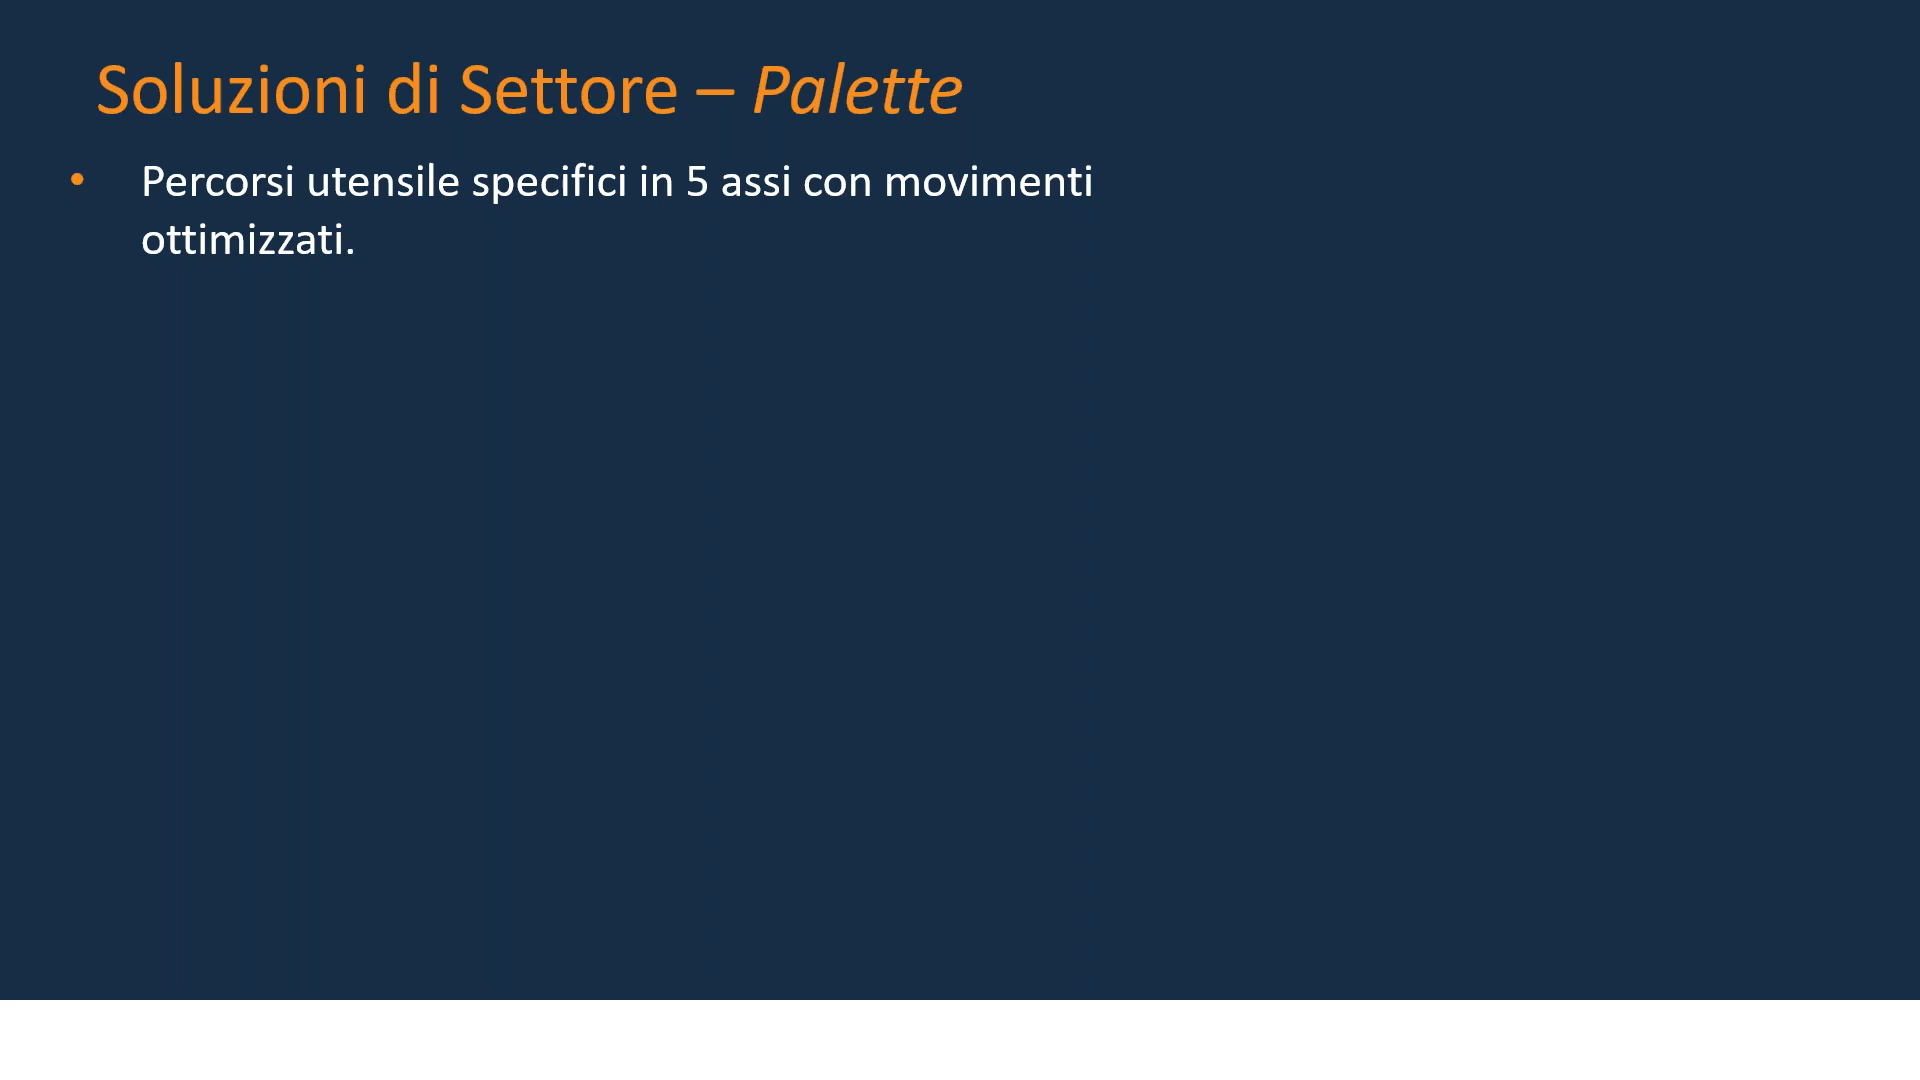 Soluzioni di Settore – Palette
• Percorsi utensile specifici in 5 assi con movimenti
ottimizzati.